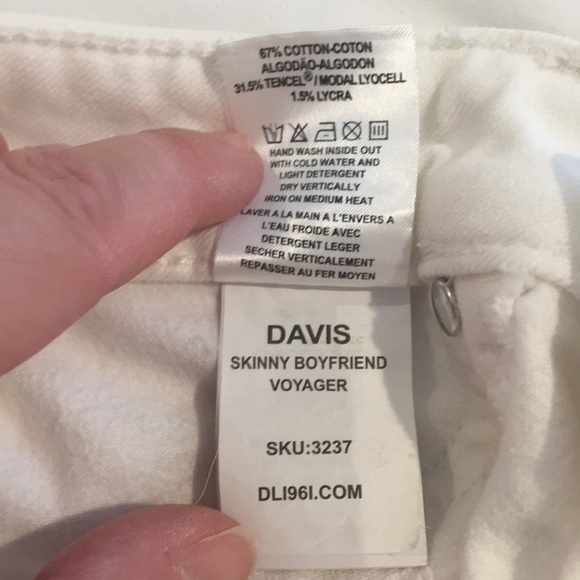 67% COTTON-COTON
ALGODÃO-ALGODON
31.5% TENCEL® / MODAL LYOCELL
1.5% LYCRA
HAND WASH INSIDE OUT
WITH COLD WATER AND
LIGHT DETERGENT
DRY VERTICALLY
IRON ON MEDIUM HEAT
LAVER A LA MAIN A L'ENVERS A
L'EAU FROIDE AVEC
DETERGENT LEGER
SECHER VERTICALEMENT
REPASSER AU FER MOYEN
DAVIS
SKINNY BOYFRIEND
VOYAGER
SKU:3237
DLI96I.COM